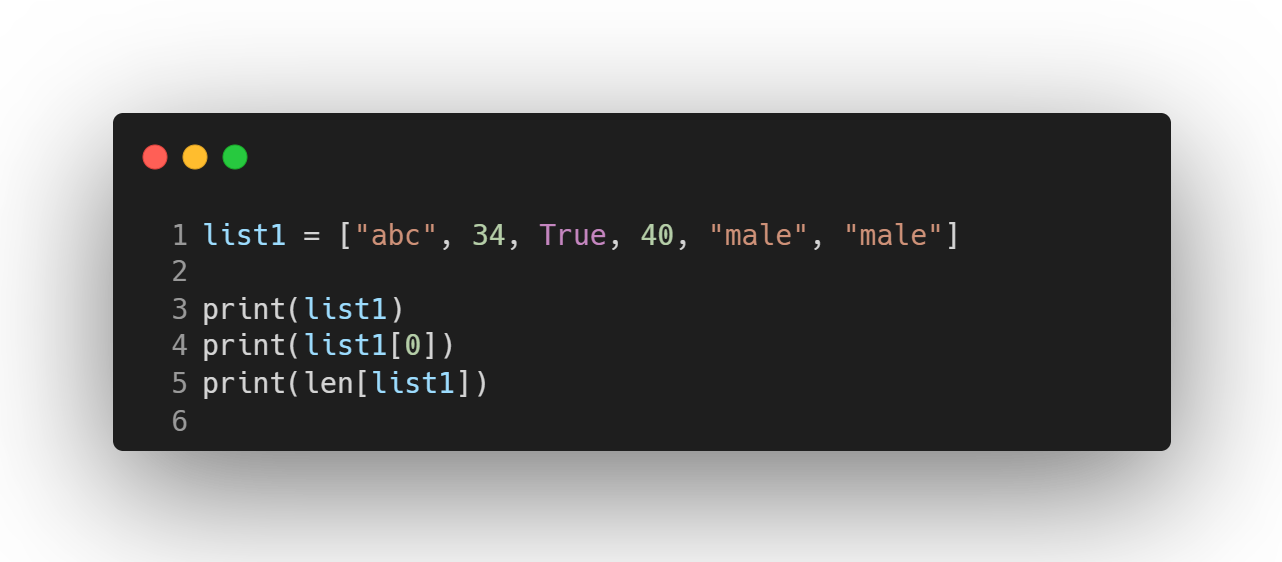 1 list1 = ["abc", 34, True, 40, "male", "male"]
2
3 print(list1)
4 print(list1[0])
5 print(len[list1])
6